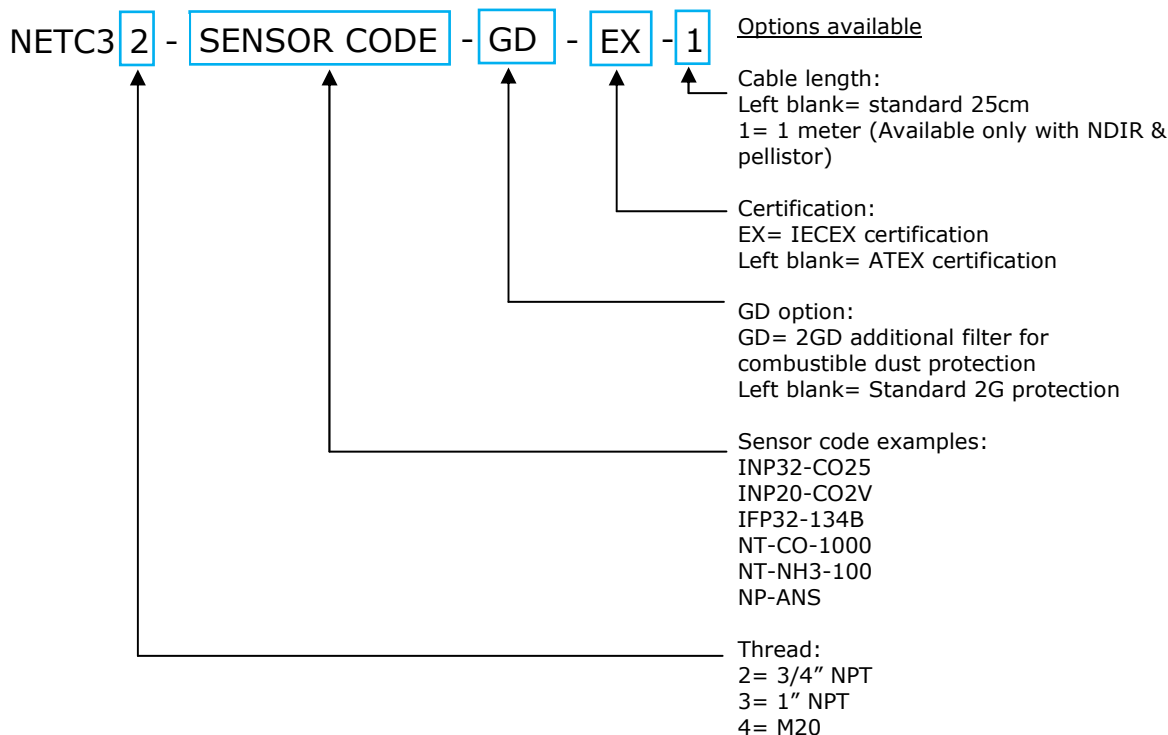 NETC3 2 - SENSOR CODE - GD - EX - 1
Options available
Cable length:
Left blank= standard 25cm
1= 1 meter (Available only with NDIR &
pellistor)
Certification:
EX= IECEX certification
Left blank= ATEX certification
GD option:
GD= 2GD additional filter for
combustible dust protection
Left blank= Standard 2G protection
Sensor code examples:
INP32-CO25
INP20-CO2V
IFP32-134B
NT-CO-1000
NT-NH3-100
NP-ANS
Thread:
2= 3/4″ NPT
3= 1″ NPT
4= M20